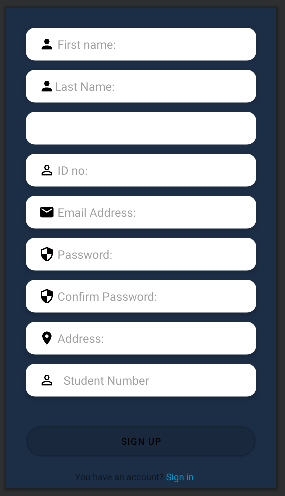 First name:
Last Name:
ID no:
Email Address:
Password:
Confirm Password:
Address:
Student Number
SIGN UP
You have an account? Sign in